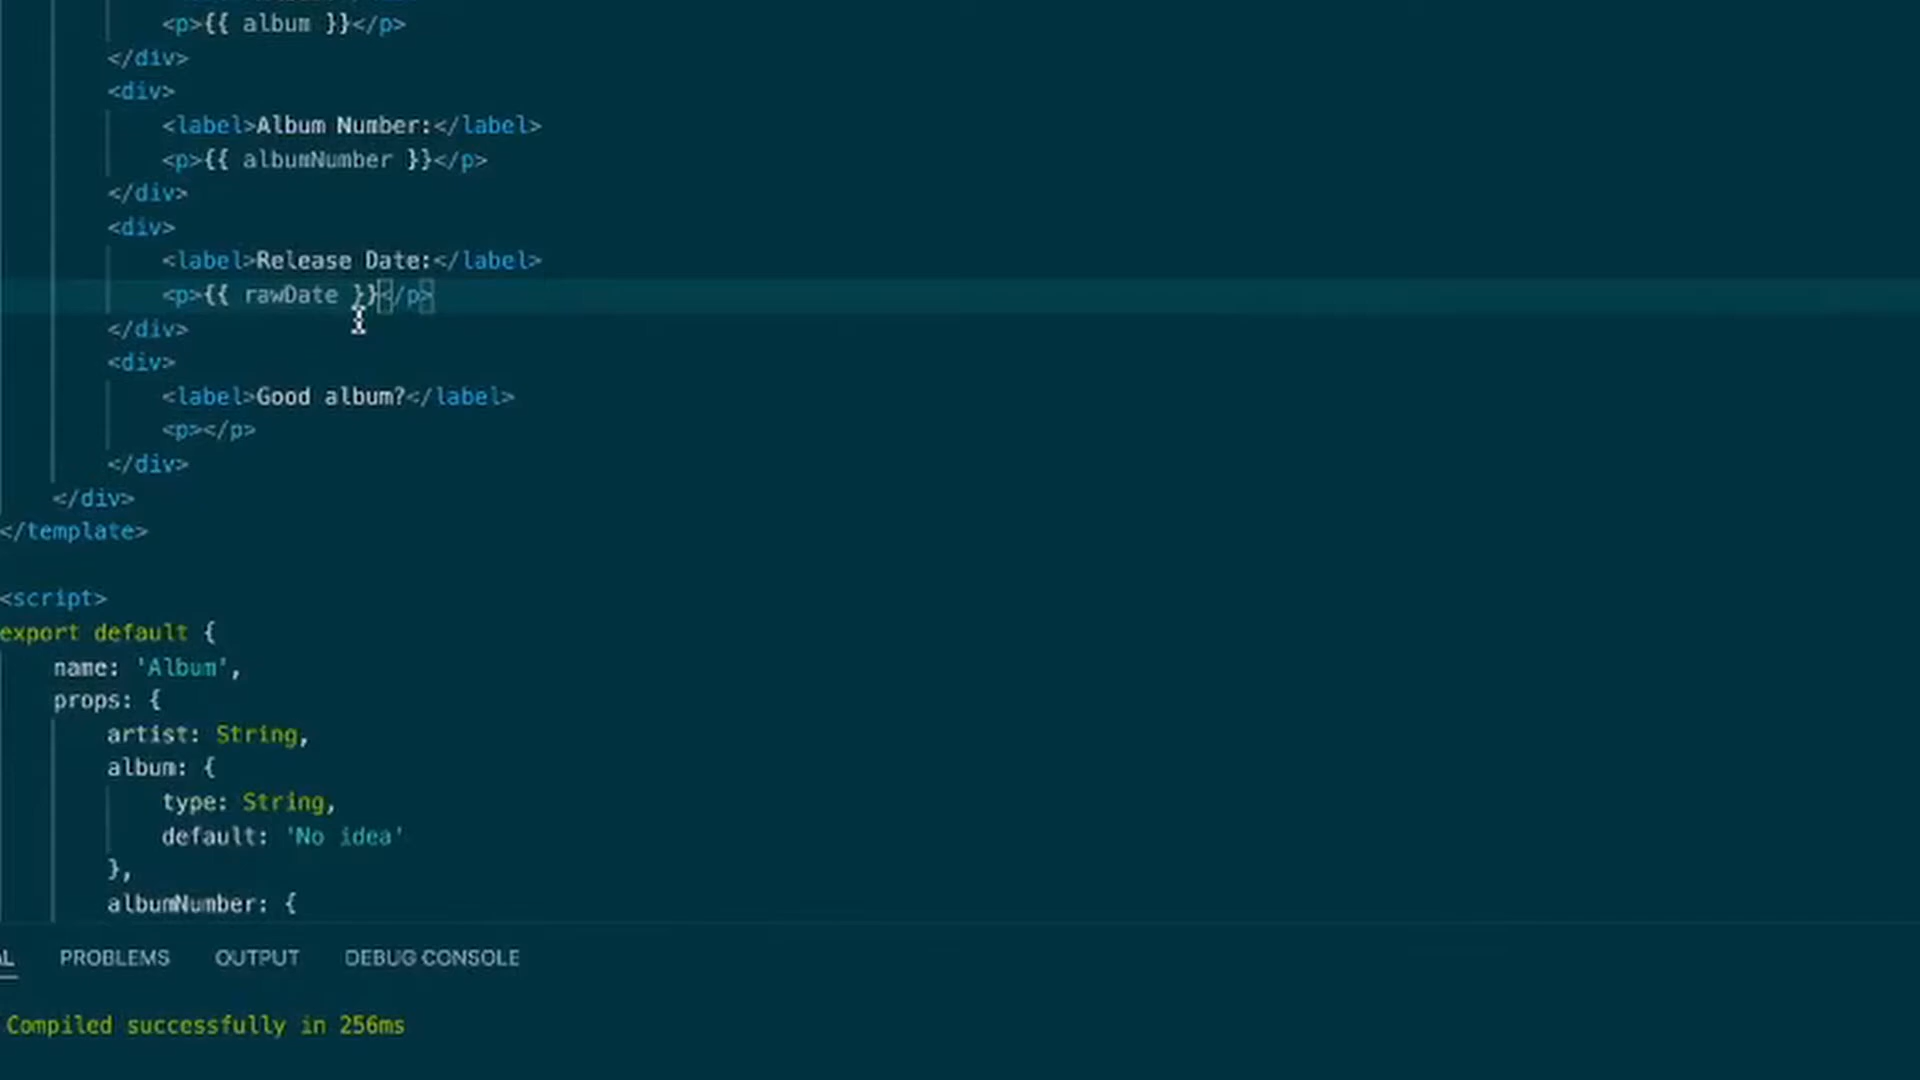 <p>{{ album }}</p>
</div>
<div>
<label>Album Number:</label>
<p>{{ albumNumber }}</p>
</div>
<div>
<label>Release Date:</label>
<p>{{ rawDate }}</p>
</div>
<div>
<label>Good album?</label>
<p></p>
</div>
</div>
</template>
<script>
export default {
name: 'Album',
props: {
artist: String,
album: {
type: String,
default: 'No idea'
},
albumNumber: {
PROBLEMS OUTPUT DEBUG CONSOLE
Compiled successfully in 256ms